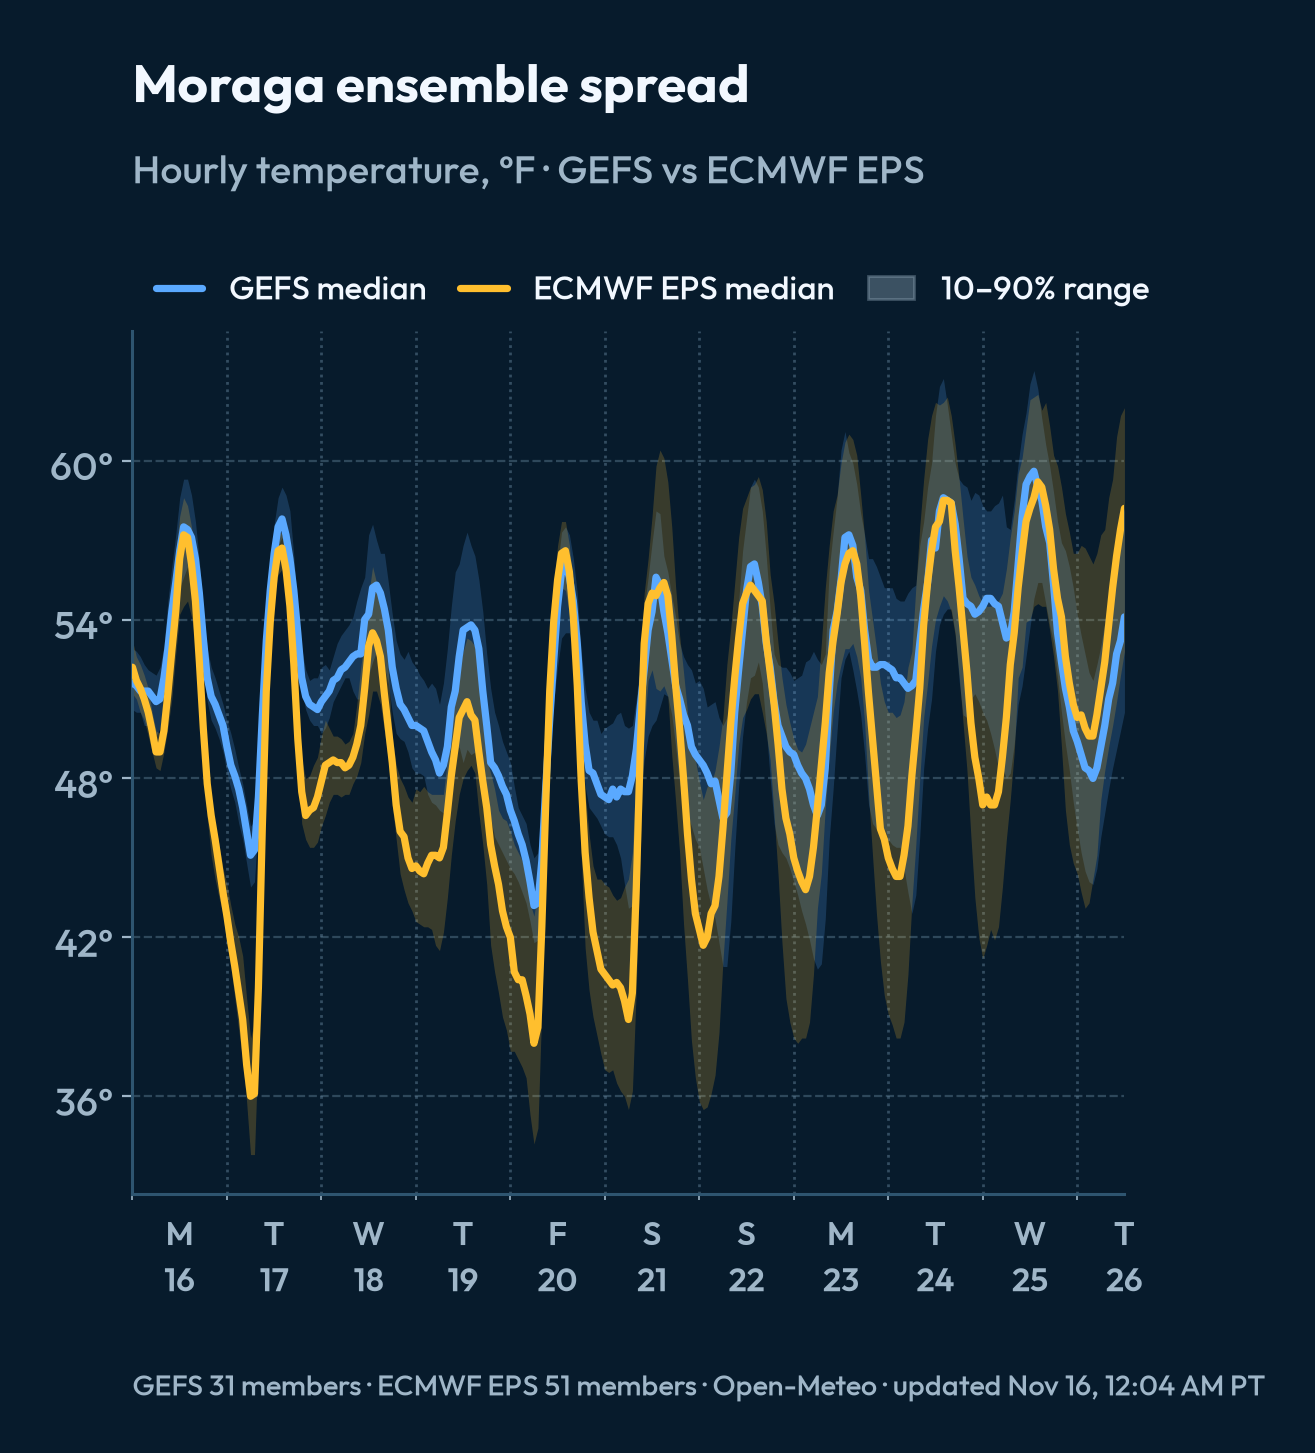 Moraga ensemble spread
Hourly temperature, °F · GEFS vs ECMWF EPS
GEFS median ECMWF EPS median 10–90% range
60°
54°
48°
42°
36°
M T W T F S S M T W T
16 17 18 19 20 21 22 23 24 25 26
GEFS 31 members · ECMWF EPS 51 members · Open-Meteo · updated Nov 16, 12:04 AM PT